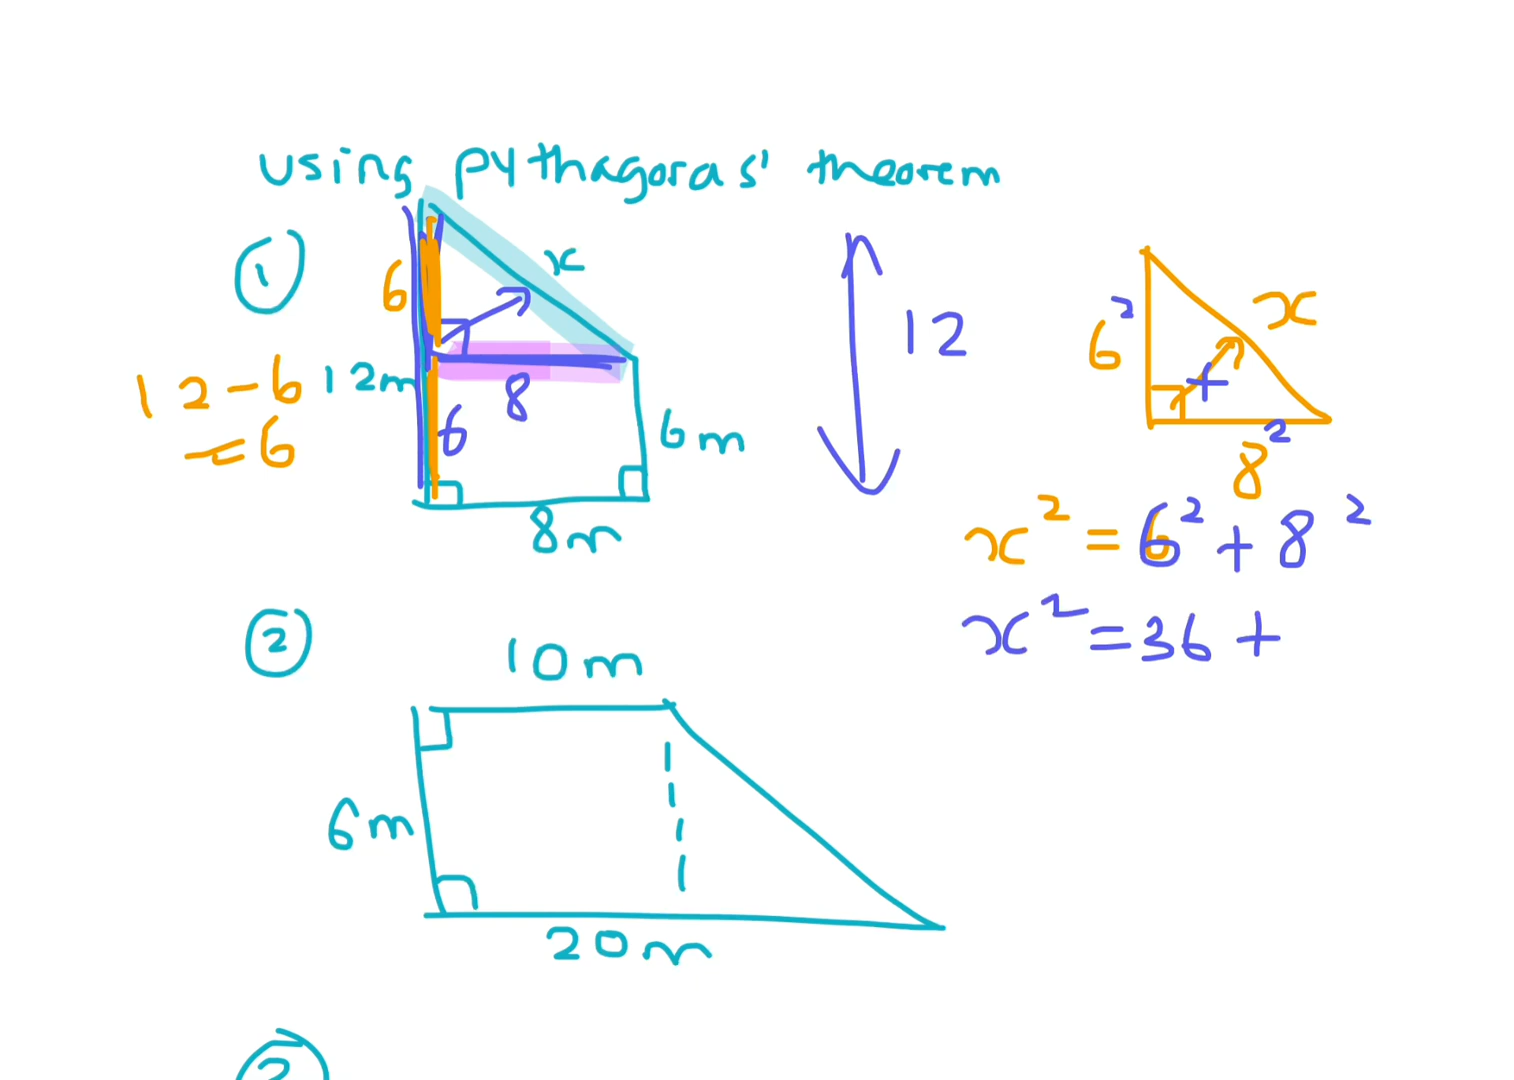 using pythagoras' theorem
1
6
x
12
6²
x
12 - 6
= 6
12m
8
6
6m
8m
8²
x² = 6² + 8²
x² = 36 +
2
10m
6m
20m